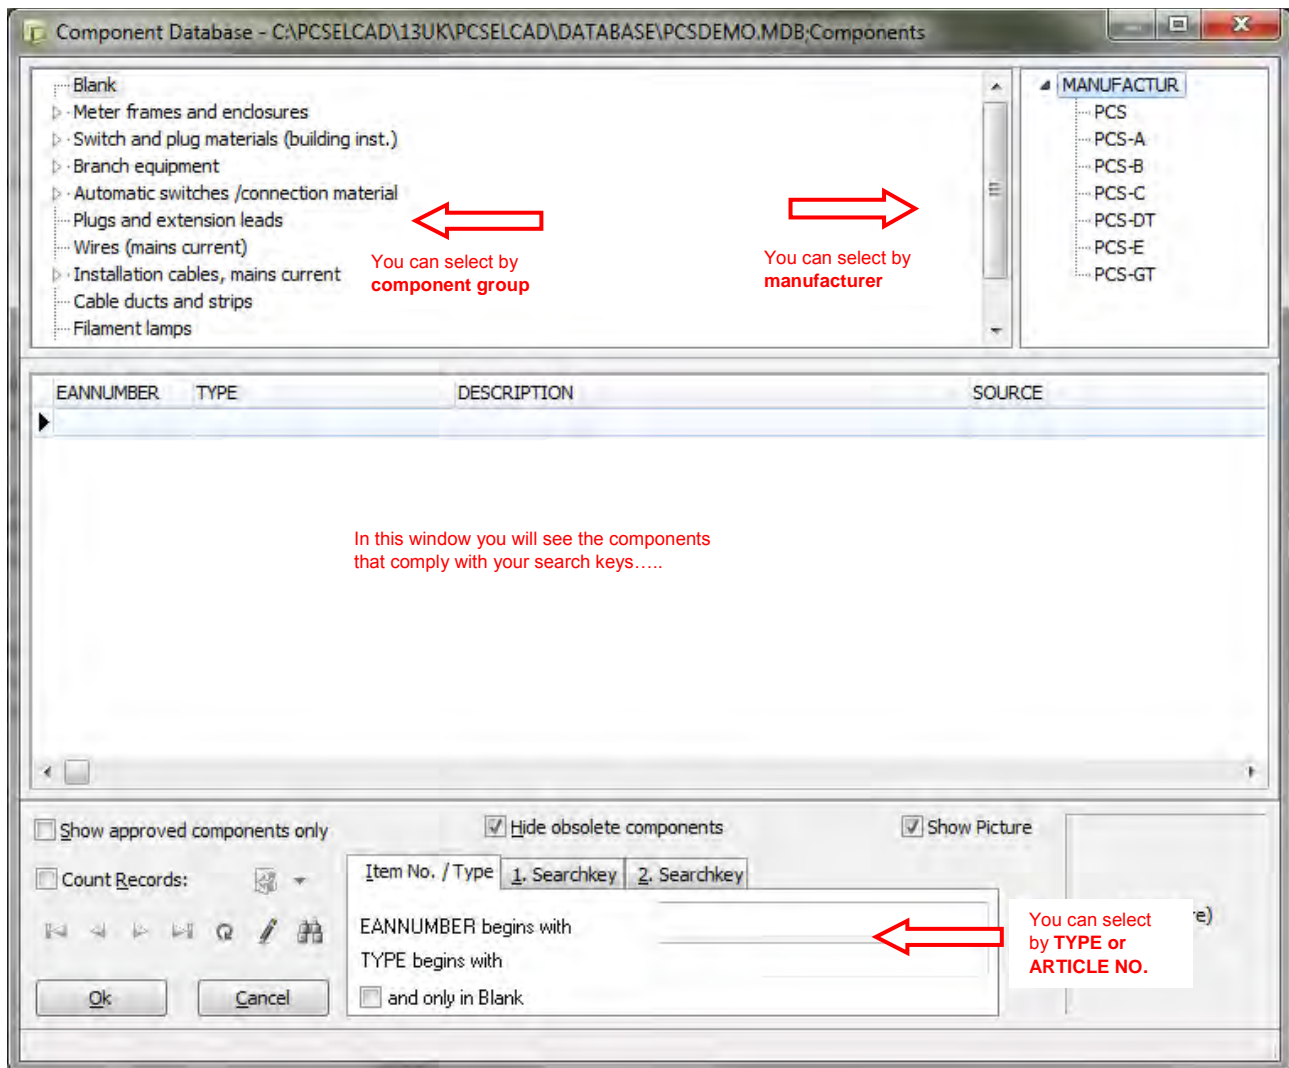 Component Database - C:\PCSELCAD\13UK\PCSELCAD\DATABASE\PCSDEMO.MDB;Components
Blank
Meter frames and enclosures
Switch and plug materials (building inst.)
Branch equipment
Automatic switches /connection material
Plugs and extension leads
Wires (mains current)
Installation cables, mains current
Cable ducts and strips
Filament lamps
You can select by
component group
You can select by
manufacturer
MANUFACTUR
PCS
PCS-A
PCS-B
PCS-C
PCS-DT
PCS-E
PCS-GT
EANNUMBER TYPE DESCRIPTION SOURCE
In this window you will see the components
that comply with your search keys…..
Show approved components only
Hide obsolete components
Show Picture
Count Records:
Item No. / Type 1. Searchkey 2. Searchkey
EANNUMBER begins with
TYPE begins with
and only in Blank
You can select
by TYPE or
ARTICLE NO.
re)
Ok Cancel